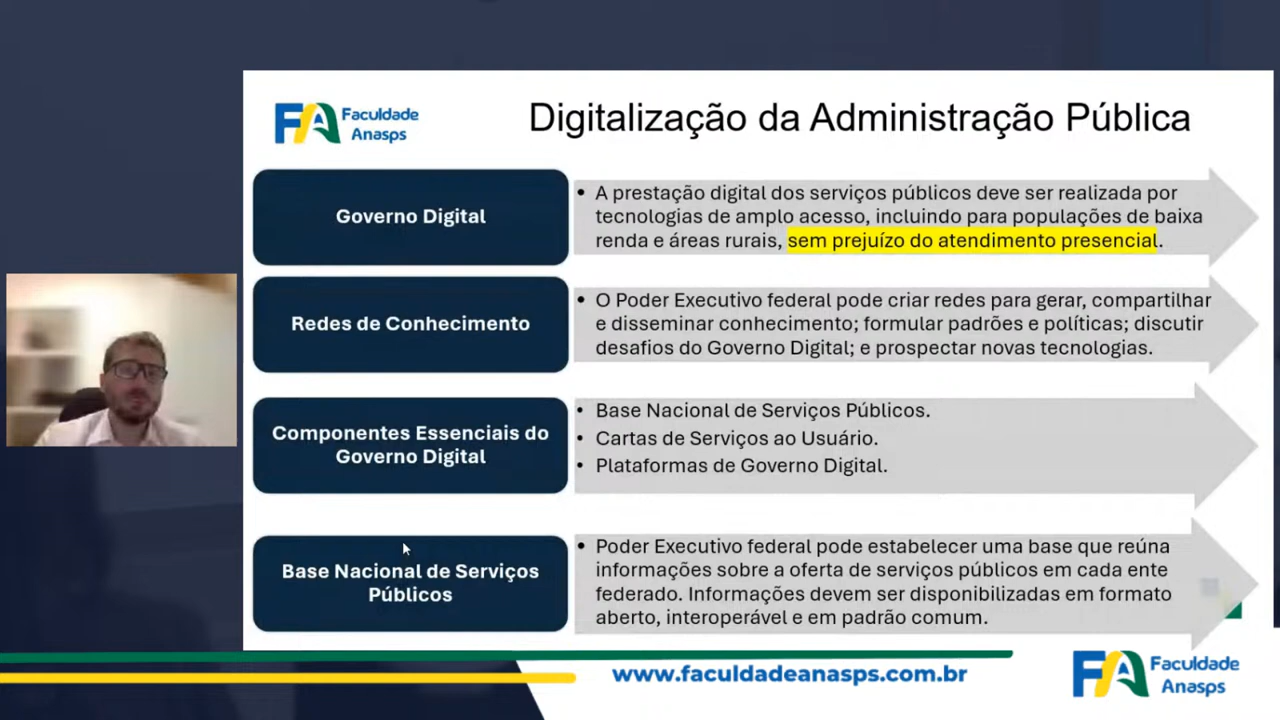 FA Faculdade
Anasps
Digitalização da Administração Pública
Governo Digital
• A prestação digital dos serviços públicos deve ser realizada por
tecnologias de amplo acesso, incluindo para populações de baixa
renda e áreas rurais, sem prejuízo do atendimento presencial.
Redes de Conhecimento
• O Poder Executivo federal pode criar redes para gerar, compartilhar
e disseminar conhecimento; formular padrões e políticas; discutir
desafios do Governo Digital; e prospectar novas tecnologias.
Componentes Essenciais do
Governo Digital
• Base Nacional de Serviços Públicos.
• Cartas de Serviços ao Usuário.
• Plataformas de Governo Digital.
Base Nacional de Serviços
Públicos
• Poder Executivo federal pode estabelecer uma base que reúna
informações sobre a oferta de serviços públicos em cada ente
federado. Informações devem ser disponibilizadas em formato
aberto, interoperável e em padrão comum.
www.faculdadeanasps.com.br
FA Faculdade
Anasps